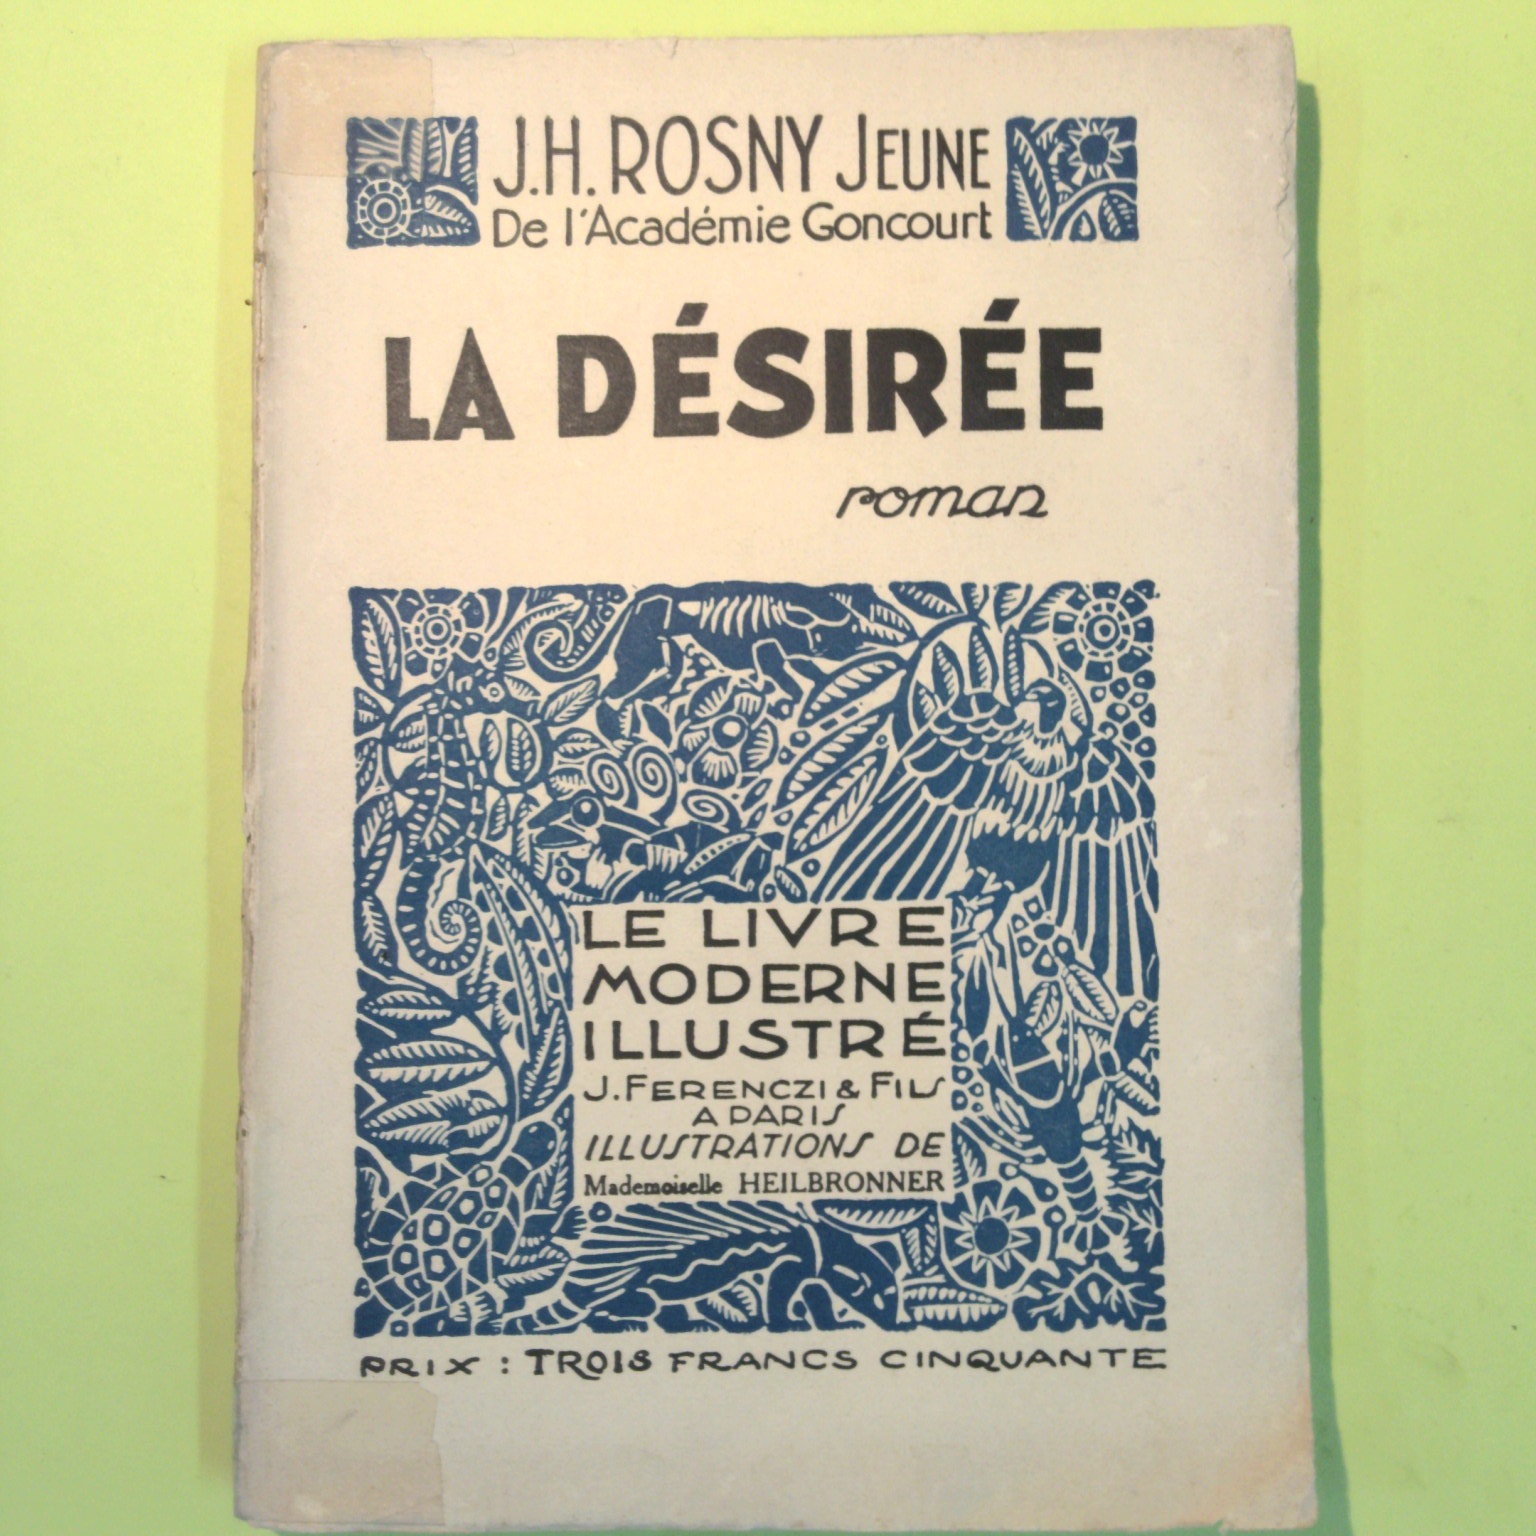 J.H. ROSNY JEUNE
De l'Académie Goncourt
LA DÉSIRÉE
roman
LE LIVRE
MODERNE
ILLUSTRÉ
J. FERENCZI & FILS
A PARIS
ILLUSTRATIONS DE
Mademoiselle HEILBRONNER
PRIX : TROIS FRANCS CINQUANTE